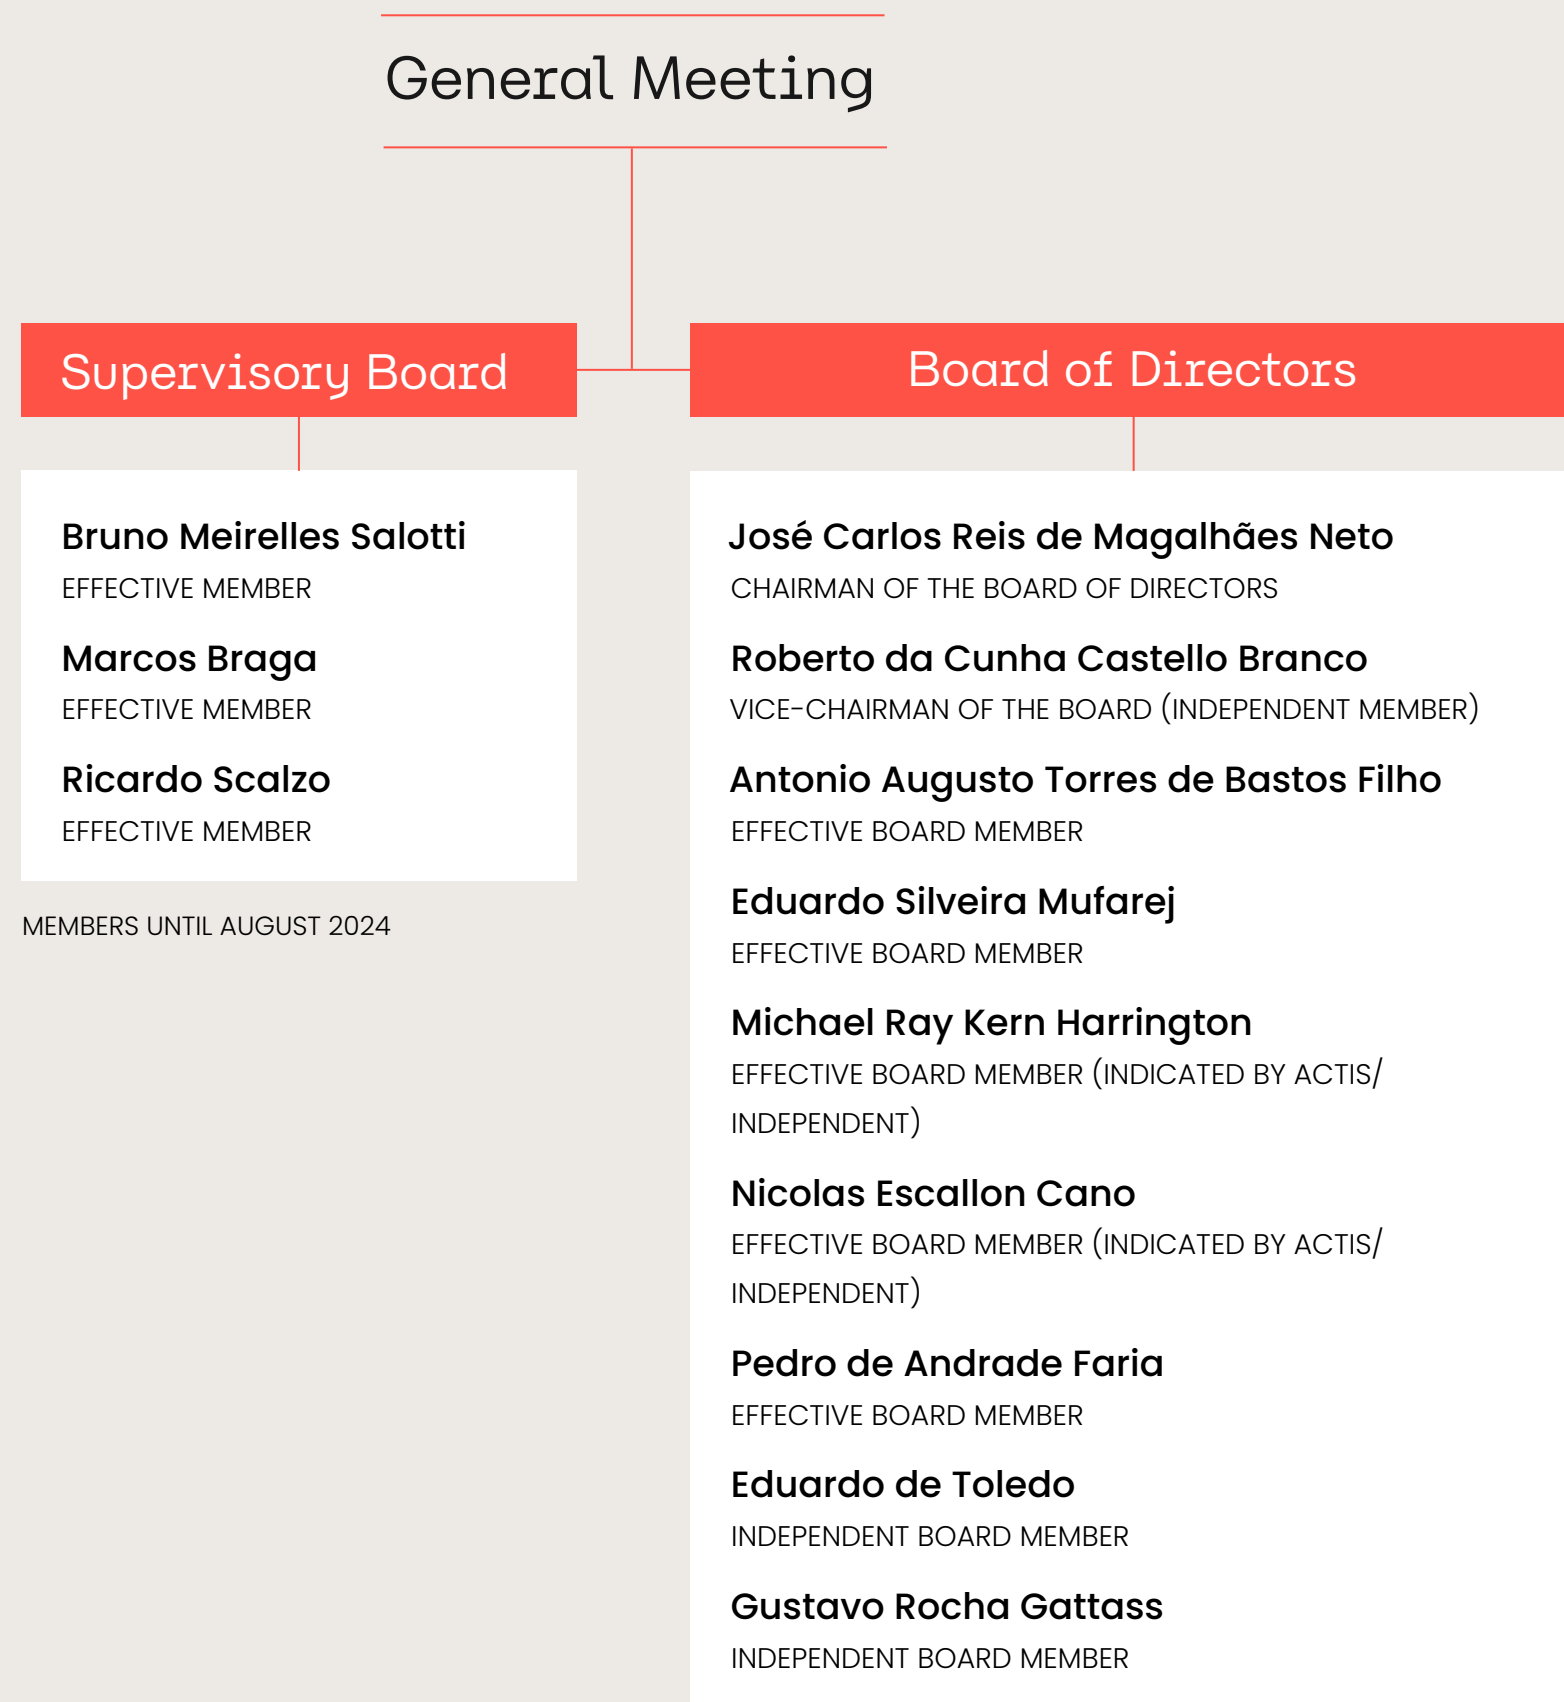 General Meeting
Supervisory Board
Bruno Meirelles Salotti
EFFECTIVE MEMBER
Marcos Braga
EFFECTIVE MEMBER
Ricardo Scalzo
EFFECTIVE MEMBER
MEMBERS UNTIL AUGUST 2024
Board of Directors
José Carlos Reis de Magalhães Neto
CHAIRMAN OF THE BOARD OF DIRECTORS
Roberto da Cunha Castello Branco
VICE-CHAIRMAN OF THE BOARD (INDEPENDENT MEMBER)
Antonio Augusto Torres de Bastos Filho
EFFECTIVE BOARD MEMBER
Eduardo Silveira Mufarej
EFFECTIVE BOARD MEMBER
Michael Ray Kern Harrington
EFFECTIVE BOARD MEMBER (INDICATED BY ACTIS/
INDEPENDENT)
Nicolas Escallon Cano
EFFECTIVE BOARD MEMBER (INDICATED BY ACTIS/
INDEPENDENT)
Pedro de Andrade Faria
EFFECTIVE BOARD MEMBER
Eduardo de Toledo
INDEPENDENT BOARD MEMBER
Gustavo Rocha Gattass
INDEPENDENT BOARD MEMBER